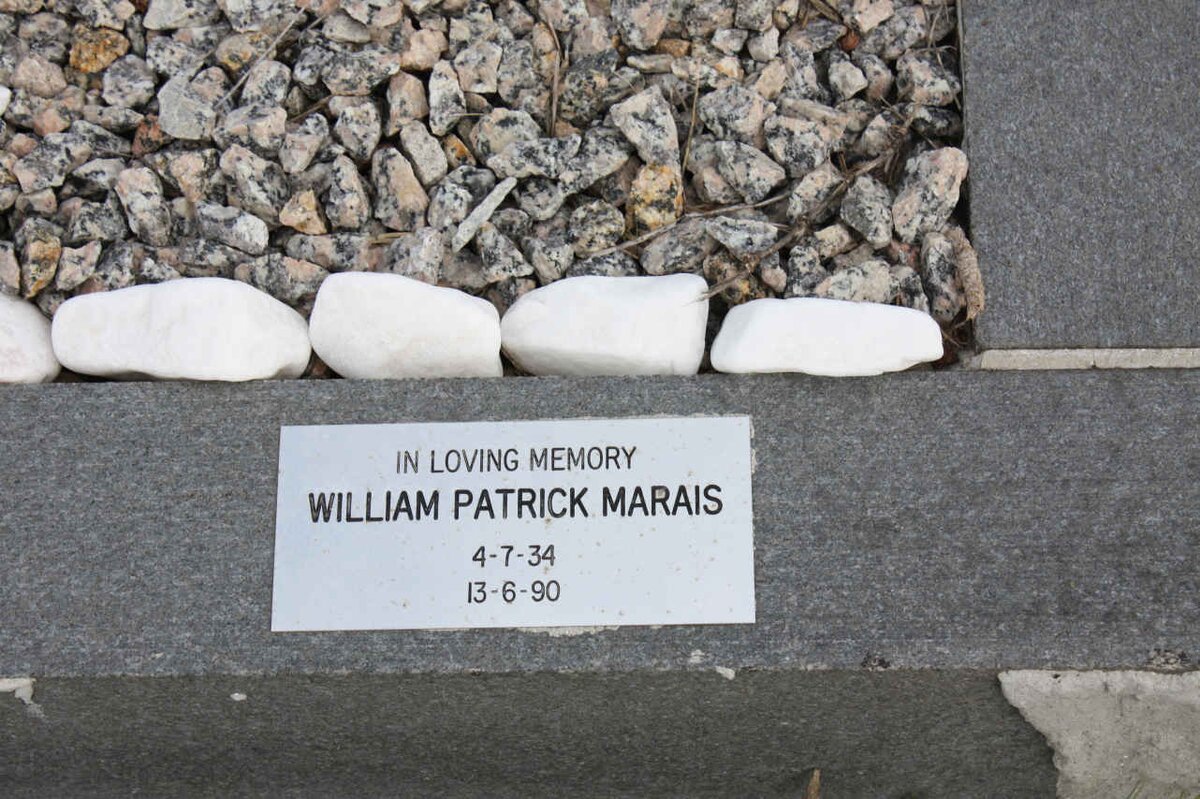 IN LOVING MEMORY
WILLIAM PATRICK MARAIS
4-7-34
13-6-90